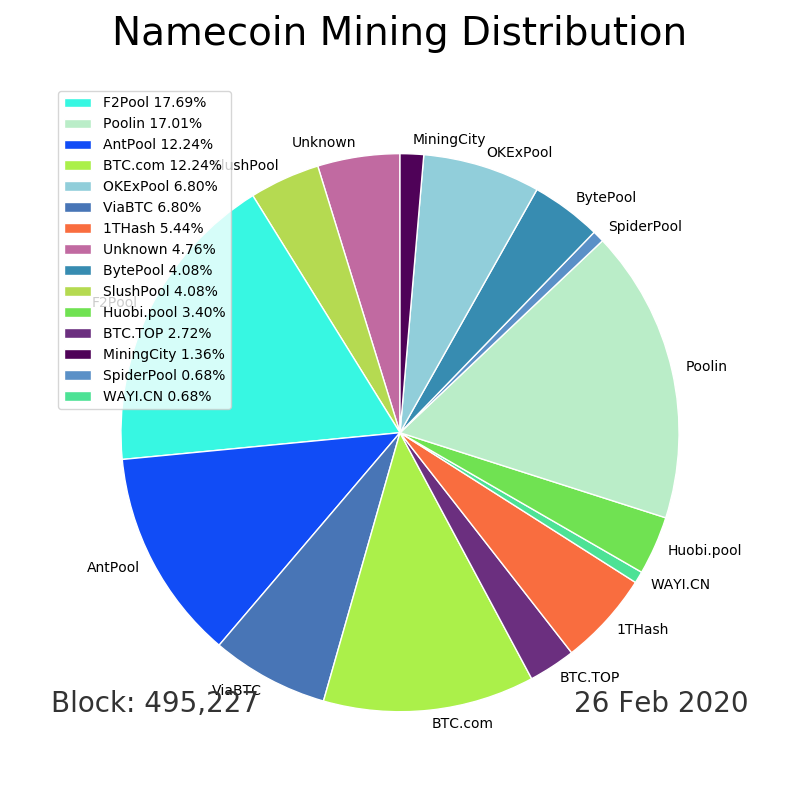 Namecoin Mining Distribution
F2Pool 17.69%
Poolin 17.01%
AntPool 12.24%
BTC.com 12.24%
OKExPool 6.80%
ViaBTC 6.80%
1THash 5.44%
Unknown 4.76%
BytePool 4.08%
SlushPool 4.08%
Huobi.pool 3.40%
BTC.TOP 2.72%
MiningCity 1.36%
SpiderPool 0.68%
WAYI.CN 0.68%
MiningCity
Unknown
OKExPool
SlushPool
BytePool
SpiderPool
F2Pool
Poolin
Huobi.pool
AntPool
WAYI.CN
1THash
BTC.TOP
ViaBTC
BTC.com
Block: 495,227
26 Feb 2020